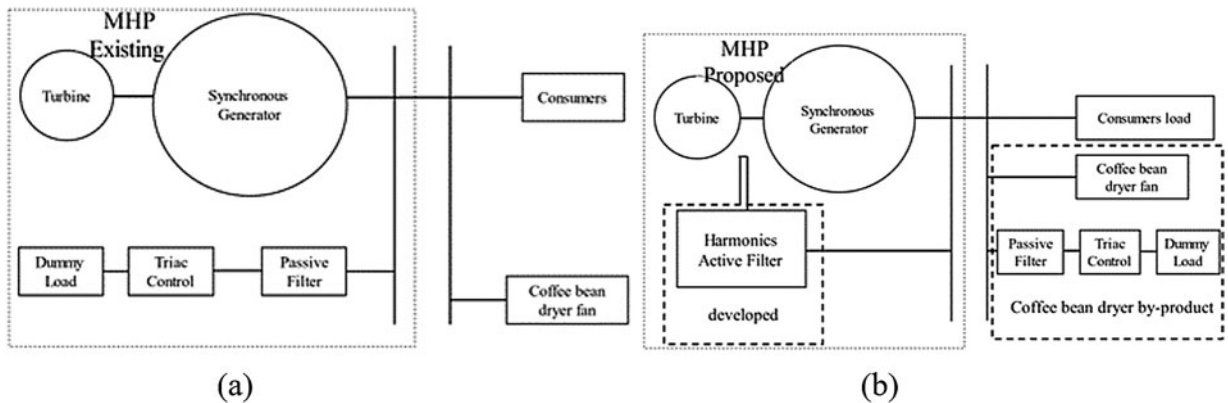 MHP
Existing
Turbine
Synchronous
Generator
Consumers
Dummy
Load
Triac
Control
Passive
Filter
Coffee bean
dryer fan
(a)
MHP
Proposed
Turbine
Synchronous
Generator
Consumers load
Coffee bean
dryer fan
Harmonics
Active Filter
developed
Passive
Filter
Triac
Control
Dummy
Load
Coffee bean dryer by-product
(b)